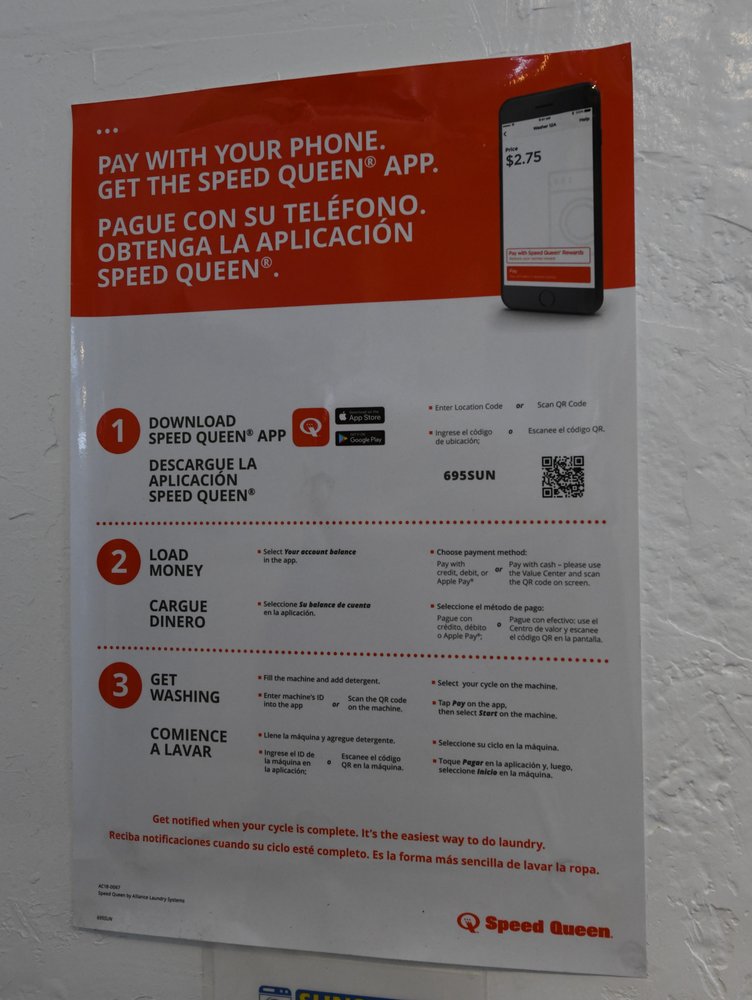 PAY WITH YOUR PHONE.
GET THE SPEED QUEEN® APP.
PAGUE CON SU TELÉFONO.
OBTENGA LA APLICACIÓN
SPEED QUEEN®.
Washer 12A
Help
Price
$2.75
Pay with Speed Queen® Rewards
Pay
1
DOWNLOAD
SPEED QUEEN® APP
DESCARGUE LA
APLICACIÓN
SPEED QUEEN®
App Store
Google Play
Enter Location Code or Scan QR Code
Ingrese el código
de ubicación;
o
Escanee el código QR.
695SUN
2
LOAD
MONEY
Select Your account balance
in the app.
Choose payment method:
Pay with
credit, debit, or
Apple Pay®
or
Pay with cash – please use
the Value Center and scan
the QR code on screen.
CARGUE
DINERO
Seleccione Su balance de cuenta
en la aplicación.
Seleccione el método de pago:
Pague con
crédito, débito
o Apple Pay®;
o
Pague con efectivo: use el
Centro de valor y escanee
el código QR en la pantalla.
3
GET
WASHING
Fill the machine and add detergent.
Enter machine's ID
into the app
or
Scan the QR code
on the machine.
Select your cycle on the machine.
Tap Pay on the app,
then select Start on the machine.
COMIENCE
A LAVAR
Llene la máquina y agregue detergente.
Ingrese el ID de
la máquina en
la aplicación;
o
Escanee el código
QR en la máquina.
Seleccione su ciclo en la máquina.
Toque Pagar en la aplicación y, luego,
seleccione Inicio en la máquina.
Get notified when your cycle is complete. It's the easiest way to do laundry.
Reciba notificaciones cuando su ciclo esté completo. Es la forma más sencilla de lavar la ropa.
AC18-0067
Speed Queen by Alliance Laundry Systems
695SUN
Speed Queen